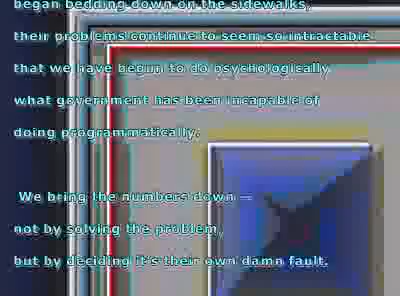 began bedding down on the sidewalks,
their problems continue to seem so intractable
that we have begun to do psychologically
what government has been incapable of
doing programmatically.
We bring the numbers down —
not by solving the problem,
but by deciding it's their own damn fault.